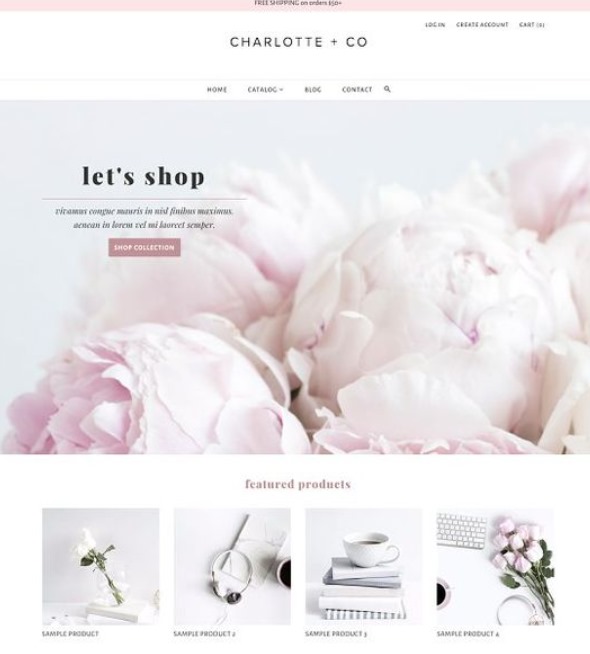 FREE SHIPPING on orders $50+
LOG IN CREATE ACCOUNT CART (0)
CHARLOTTE + CO
HOME CATALOG BLOG CONTACT
let's shop
vivamus congue mauris in nisl finibus maximus.
aenean in lorem vel mi laoreet semper.
SHOP COLLECTION
featured products
SAMPLE PRODUCT SAMPLE PRODUCT 2 SAMPLE PRODUCT 3 SAMPLE PRODUCT 4